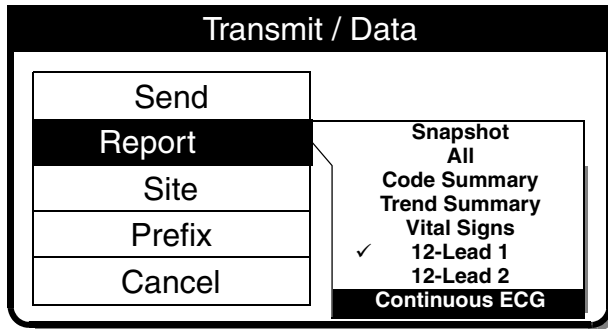 Transmit / Data
Send
Report
Site
Prefix
Cancel
Snapshot
All
Code Summary
Trend Summary
Vital Signs
✓ 12-Lead 1
12-Lead 2
Continuous ECG